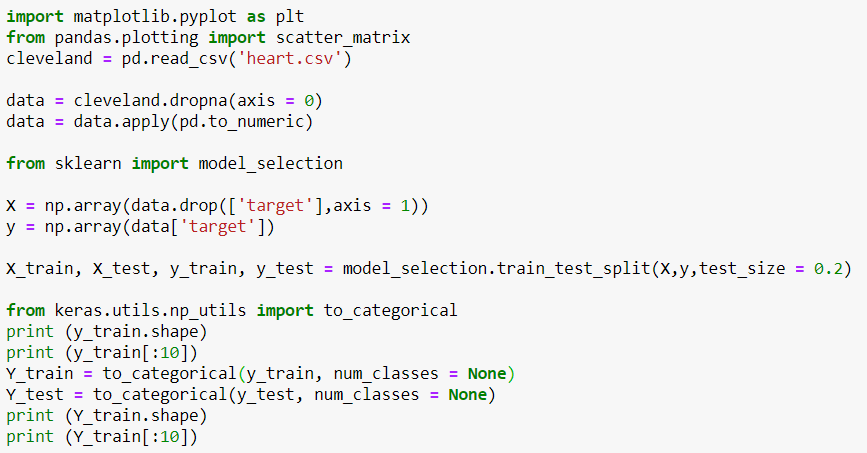 import matplotlib.pyplot as plt
from pandas.plotting import scatter_matrix
cleveland = pd.read_csv('heart.csv')
data = cleveland.dropna(axis = 0)
data = data.apply(pd.to_numeric)
from sklearn import model_selection
X = np.array(data.drop(['target'],axis = 1))
y = np.array(data['target'])
X_train, X_test, y_train, y_test = model_selection.train_test_split(X,y,test_size = 0.2)
from keras.utils.np_utils import to_categorical
print (y_train.shape)
print (y_train[:10])
Y_train = to_categorical(y_train, num_classes = None)
Y_test = to_categorical(y_test, num_classes = None)
print (Y_train.shape)
print (Y_train[:10])